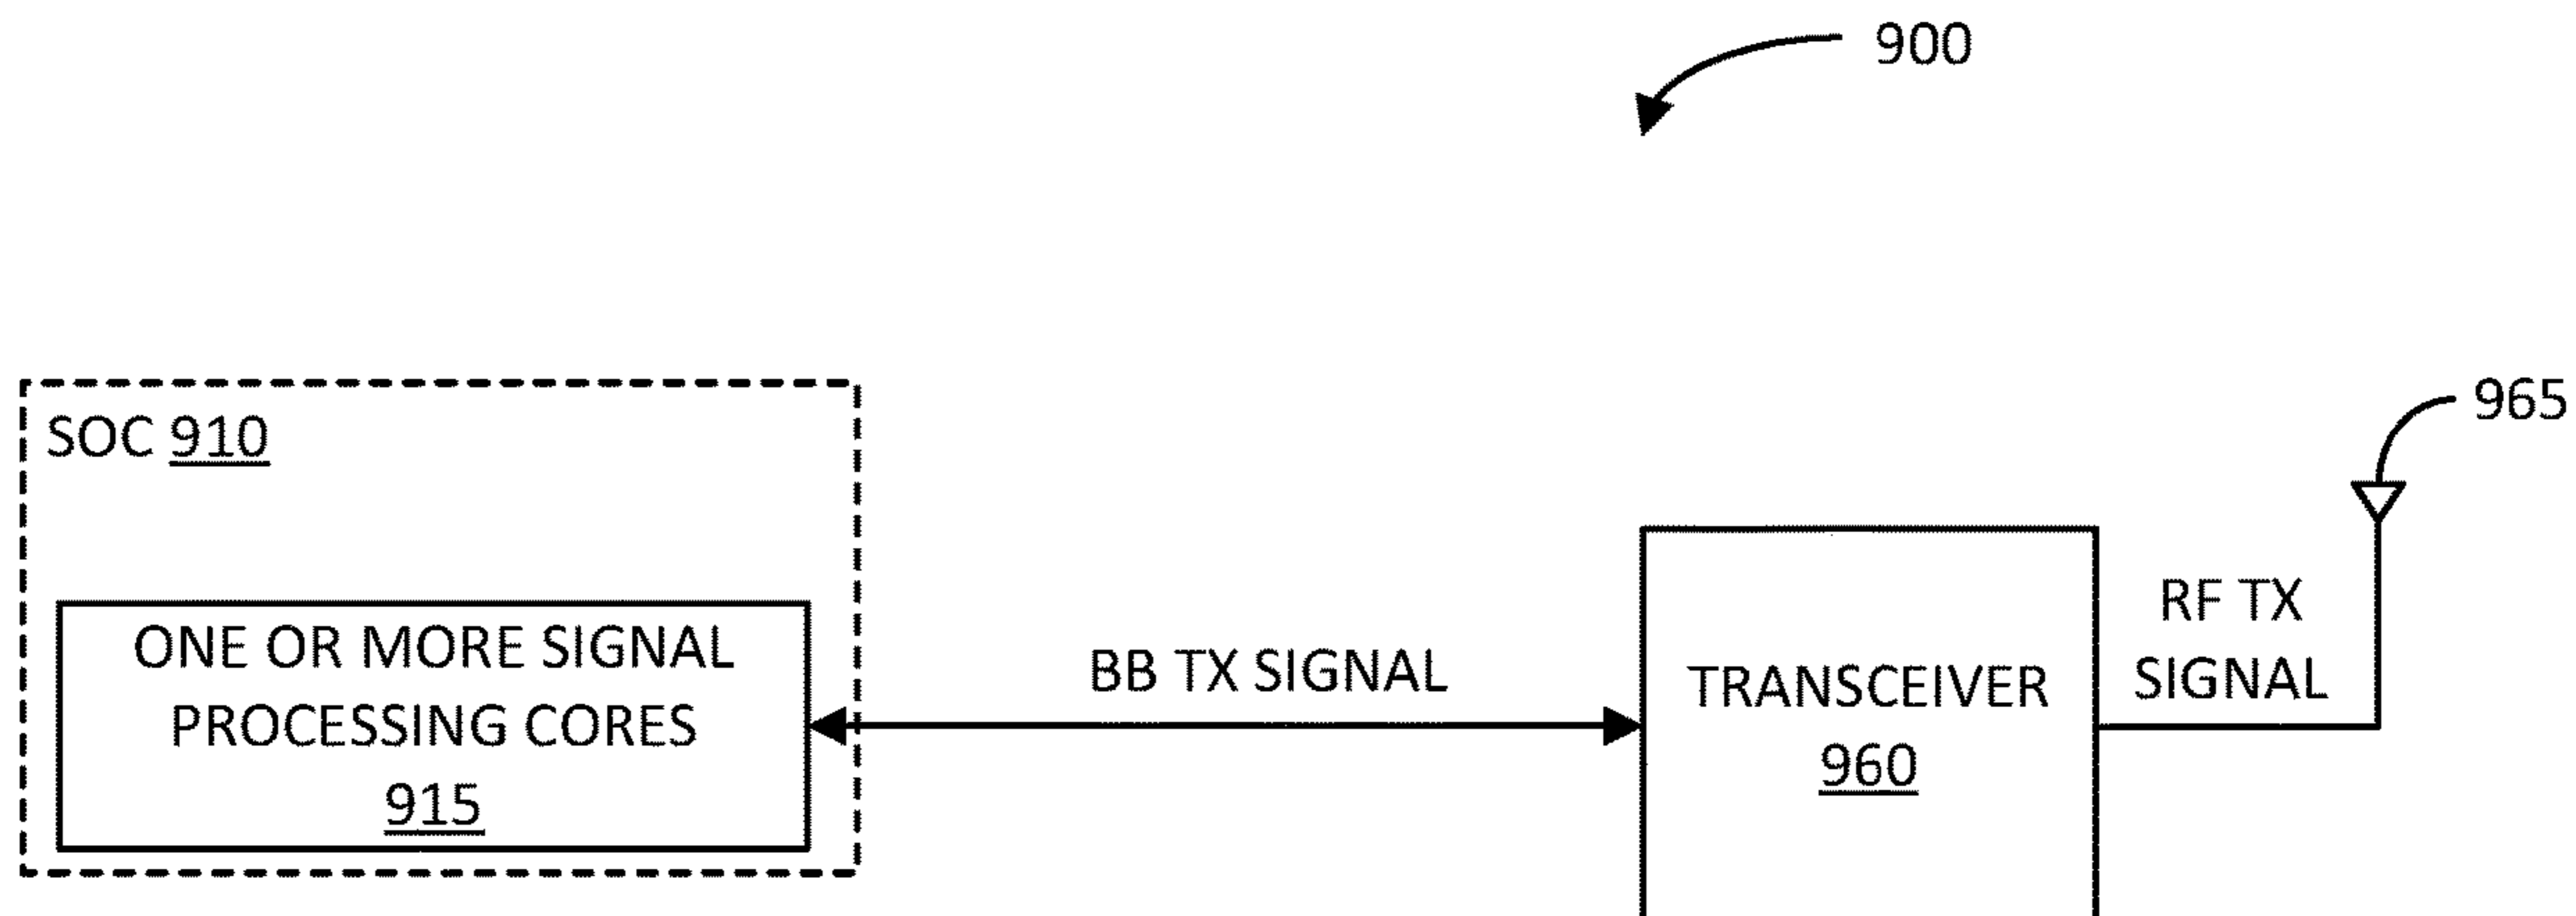 900
SOC 910
965
ONE OR MORE SIGNAL
PROCESSING CORES
915
BB TX SIGNAL
TRANSCEIVER
960
RF TX
SIGNAL